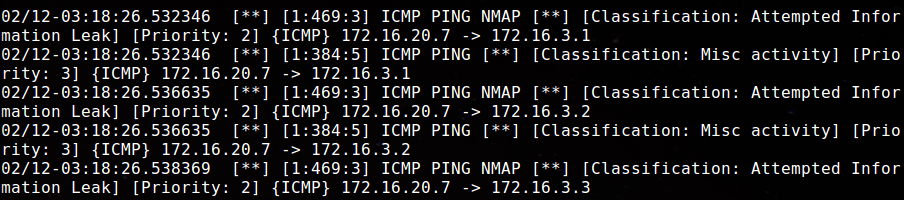 02/12-03:18:26.532346  [**] [1:469:3] ICMP PING NMAP [**] [Classification: Attempted Infor
mation Leak] [Priority: 2] {ICMP} 172.16.20.7 -> 172.16.3.1
02/12-03:18:26.532346  [**] [1:384:5] ICMP PING [**] [Classification: Misc activity] [Prio
rity: 3] {ICMP} 172.16.20.7 -> 172.16.3.1
02/12-03:18:26.536635  [**] [1:469:3] ICMP PING NMAP [**] [Classification: Attempted Infor
mation Leak] [Priority: 2] {ICMP} 172.16.20.7 -> 172.16.3.2
02/12-03:18:26.536635  [**] [1:384:5] ICMP PING [**] [Classification: Misc activity] [Prio
rity: 3] {ICMP} 172.16.20.7 -> 172.16.3.2
02/12-03:18:26.538369  [**] [1:469:3] ICMP PING NMAP [**] [Classification: Attempted Infor
mation Leak] [Priority: 2] {ICMP} 172.16.20.7 -> 172.16.3.3